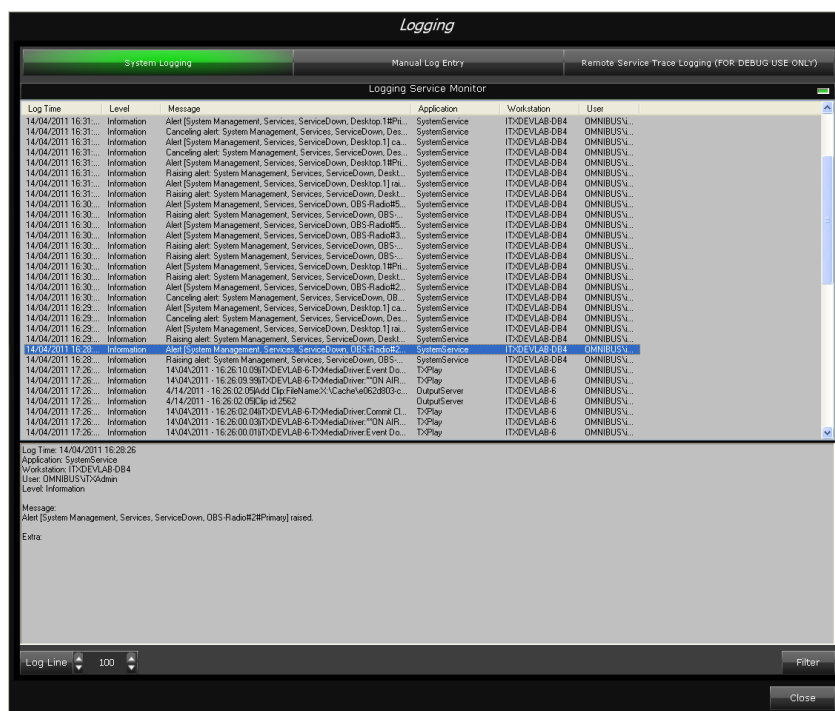 Logging
System Logging Manual Log Entry Remote Service Trace Logging (FOR DEBUG USE ONLY)
Logging Service Monitor
Log Time Level Message Application Workstation User
14/04/2011 16:31:... Information Alert [System Management, Services, ServiceDown, Desktop.1#Pri... SystemService ITXDEVLAB-DB4 OMNIBUS\i...
14/04/2011 16:31:... Information Canceling alert: System Management, Services, ServiceDown, Des... SystemService ITXDEVLAB-DB4 OMNIBUS\i...
14/04/2011 16:31:... Information Alert [System Management, Services, ServiceDown, Desktop.1] ca... SystemService ITXDEVLAB-DB4 OMNIBUS\i...
14/04/2011 16:31:... Information Canceling alert: System Management, Services, ServiceDown, Des... SystemService ITXDEVLAB-DB4 OMNIBUS\i...
14/04/2011 16:31:... Information Alert [System Management, Services, ServiceDown, Desktop.1#Pri... SystemService ITXDEVLAB-DB4 OMNIBUS\i...
14/04/2011 16:31:... Information Raising alert: System Management, Services, ServiceDown, Deskt... SystemService ITXDEVLAB-DB4 OMNIBUS\i...
14/04/2011 16:31:... Information Alert [System Management, Services, ServiceDown, Desktop.1] rai... SystemService ITXDEVLAB-DB4 OMNIBUS\i...
14/04/2011 16:31:... Information Raising alert: System Management, Services, ServiceDown, Deskt... SystemService ITXDEVLAB-DB4 OMNIBUS\i...
14/04/2011 16:30:... Information Alert [System Management, Services, ServiceDown, OBS-Radio#5... SystemService ITXDEVLAB-DB4 OMNIBUS\i...
14/04/2011 16:30:... Information Raising alert: System Management, Services, ServiceDown, OBS-... SystemService ITXDEVLAB-DB4 OMNIBUS\i...
14/04/2011 16:30:... Information Alert [System Management, Services, ServiceDown, OBS-Radio#5... SystemService ITXDEVLAB-DB4 OMNIBUS\i...
14/04/2011 16:30:... Information Alert [System Management, Services, ServiceDown, OBS-Radio#3... SystemService ITXDEVLAB-DB4 OMNIBUS\i...
14/04/2011 16:30:... Information Raising alert: System Management, Services, ServiceDown, OBS-... SystemService ITXDEVLAB-DB4 OMNIBUS\i...
14/04/2011 16:30:... Information Raising alert: System Management, Services, ServiceDown, OBS-... SystemService ITXDEVLAB-DB4 OMNIBUS\i...
14/04/2011 16:30:... Information Alert [System Management, Services, ServiceDown, Desktop.1#Pri... SystemService ITXDEVLAB-DB4 OMNIBUS\i...
14/04/2011 16:30:... Information Raising alert: System Management, Services, ServiceDown, Deskt... SystemService ITXDEVLAB-DB4 OMNIBUS\i...
14/04/2011 16:30:... Information Alert [System Management, Services, ServiceDown, OBS-Radio#2... SystemService ITXDEVLAB-DB4 OMNIBUS\i...
14/04/2011 16:30:... Information Canceling alert: System Management, Services, ServiceDown, OB... SystemService ITXDEVLAB-DB4 OMNIBUS\i...
14/04/2011 16:29:... Information Alert [System Management, Services, ServiceDown, Desktop.1] ca... SystemService ITXDEVLAB-DB4 OMNIBUS\i...
14/04/2011 16:29:... Information Canceling alert: System Management, Services, ServiceDown, Des... SystemService ITXDEVLAB-DB4 OMNIBUS\i...
14/04/2011 16:29:... Information Alert [System Management, Services, ServiceDown, Desktop.1] rai... SystemService ITXDEVLAB-DB4 OMNIBUS\i...
14/04/2011 16:29:... Information Raising alert: System Management, Services, ServiceDown, Deskt... SystemService ITXDEVLAB-DB4 OMNIBUS\i...
14/04/2011 16:28:... Information Alert [System Management, Services, ServiceDown, OBS-Radio#2... SystemService ITXDEVLAB-DB4 OMNIBUS\i...
14/04/2011 16:28:... Information Raising alert: System Management, Services, ServiceDown, OBS-... SystemService ITXDEVLAB-DB4 OMNIBUS\i...
14/04/2011 17:26:... Information 14\04\2011 - 16:26:10.09|iTXDEVLAB-6-TXMediaDriver:Event Do... TXPlay ITXDEVLAB-6 OMNIBUS\i...
14/04/2011 17:26:... Information 14\04\2011 - 16:26:09.99|iTXDEVLAB-6-TXMediaDriver:**ON AIR... TXPlay ITXDEVLAB-6 OMNIBUS\i...
14/04/2011 17:26:... Information 4/14/2011 - 16:26:02.05|Add Clip:FileName:X:\Cache\e062d803-c... OutputServer ITXDEVLAB-6 OMNIBUS\i...
14/04/2011 17:26:... Information 4/14/2011 - 16:26:02.05|Clip id:2562 OutputServer ITXDEVLAB-6 OMNIBUS\i...
14/04/2011 17:26:... Information 14\04\2011 - 16:26:02.04|iTXDEVLAB-6-TXMediaDriver:Commit Cl... TXPlay ITXDEVLAB-6 OMNIBUS\i...
14/04/2011 17:26:... Information 14\04\2011 - 16:26:00.03|iTXDEVLAB-6-TXMediaDriver:**ON AIR... TXPlay ITXDEVLAB-6 OMNIBUS\i...
14/04/2011 17:26:... Information 14\04\2011 - 16:26:00.01|iTXDEVLAB-6-TXMediaDriver:Event Do... TXPlay ITXDEVLAB-6 OMNIBUS\i...
Log Time: 14/04/2011 16:28:26
Application: SystemService
Workstation: ITXDEVLAB-DB4
User: OMNIBUS\iTXAdmin
Level: Information
Message:
Alert [System Management, Services, ServiceDown, OBS-Radio#2#Primary] raised.
Extra:
Log Line 100 Filter
Close